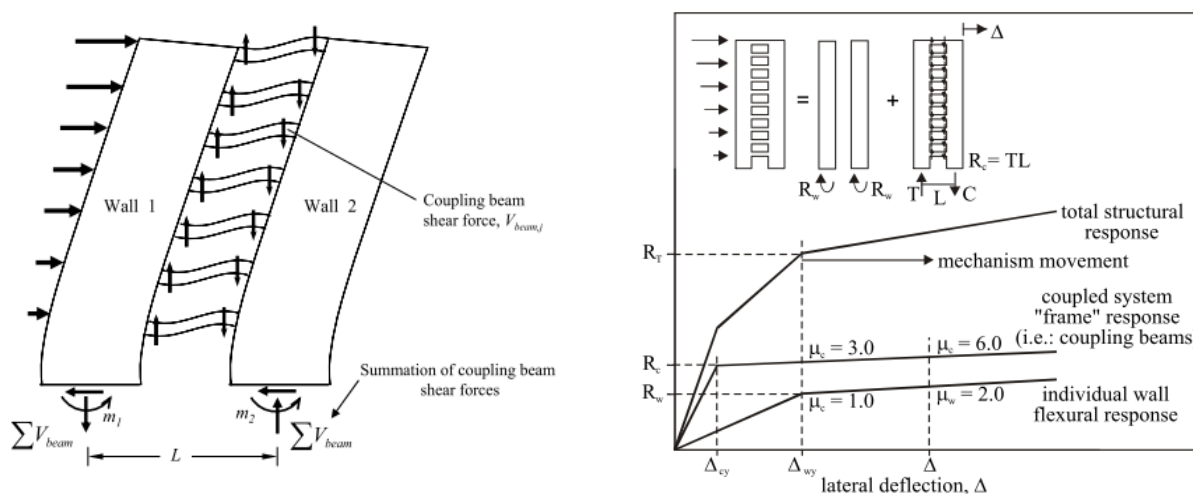 Wall 1
Wall 2
Coupling beam
shear force, V_beam,j
Summation of coupling beam
shear forces
m_1
m_2
∑V_beam
∑V_beam
L
Δ
=
+
R_c = TL
R_w
R_w
T
L
C
total structural
response
R_T
mechanism movement
coupled system
"frame" response
(i.e.: coupling beams
μ_c = 3.0
μ_c = 6.0
R_c
R_w
μ_c = 1.0
μ_w = 2.0
individual wall
flexural response
Δ_cy
Δ_wy
Δ
lateral deflection, Δ